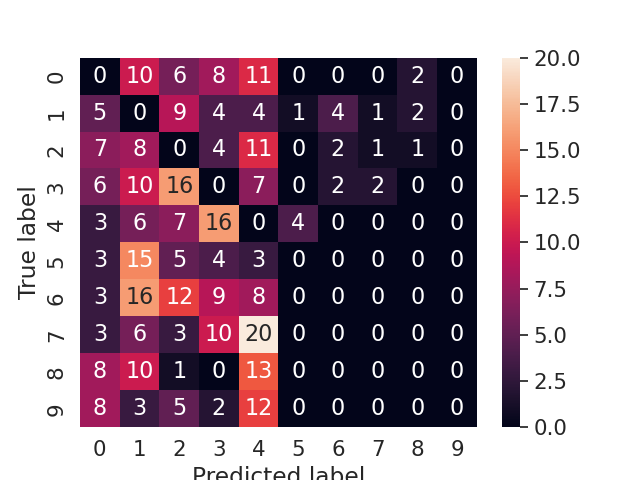 0 0 10 6 8 11 0 0 0 2 0
1 5 0 9 4 4 1 4 1 2 0
2 7 8 0 4 11 0 2 1 1 0
3 6 10 16 0 7 0 2 2 0 0
4 3 6 7 16 0 4 0 0 0 0
5 3 15 5 4 3 0 0 0 0 0
6 3 16 12 9 8 0 0 0 0 0
7 3 6 3 10 20 0 0 0 0 0
8 8 10 1 0 13 0 0 0 0 0
9 8 3 5 2 12 0 0 0 0 0
0 1 2 3 4 5 6 7 8 9
True label
Predicted label
20.0
17.5
15.0
12.5
10.0
7.5
5.0
2.5
0.0